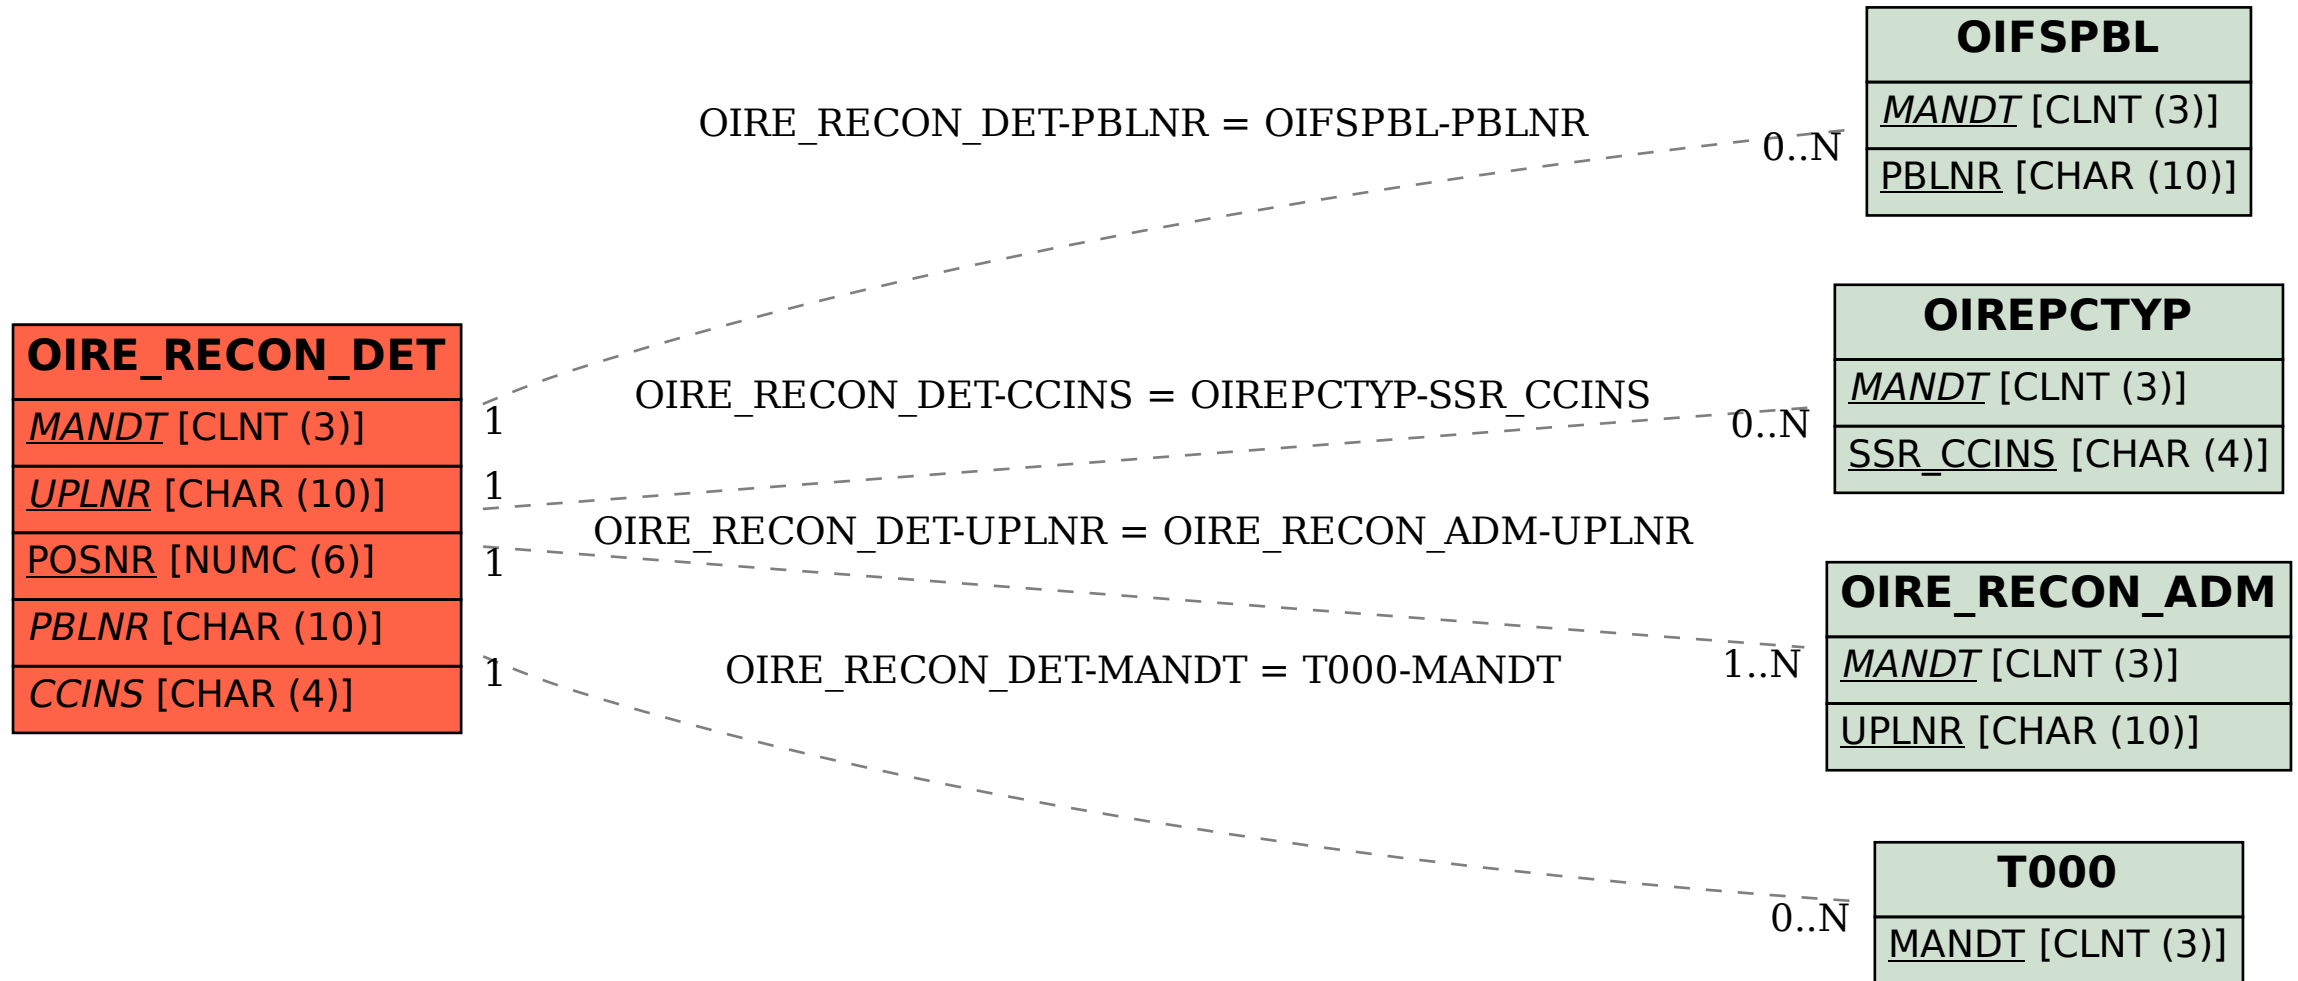 OIFSPBL
MANDT [CLNT (3)]
PBLNR [CHAR (10)]
OIRE_RECON_DET-PBLNR = OIFSPBL-PBLNR
0..N
OIREPCTYP
MANDT [CLNT (3)]
SSR_CCINS [CHAR (4)]
OIRE_RECON_DET
MANDT [CLNT (3)]
UPLNR [CHAR (10)]
POSNR [NUMC (6)]
PBLNR [CHAR (10)]
CCINS [CHAR (4)]
1
OIRE_RECON_DET-CCINS = OIREPCTYP-SSR_CCINS
0..N
1
OIRE_RECON_DET-UPLNR = OIRE_RECON_ADM-UPLNR
1
1..N
OIRE_RECON_ADM
MANDT [CLNT (3)]
UPLNR [CHAR (10)]
OIRE_RECON_DET-MANDT = T000-MANDT
1
0..N
T000
MANDT [CLNT (3)]